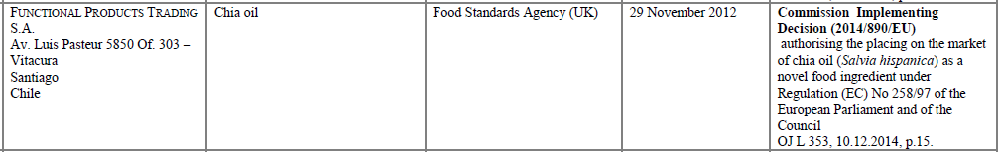 FUNCTIONAL PRODUCTS TRADING
S.A.
Av. Luis Pasteur 5850 Of. 303 –
Vitacura
Santiago
Chile
Chia oil
Food Standards Agency (UK)
29 November 2012
Commission Implementing
Decision (2014/890/EU)
authorising the placing on the market
of chia oil (Salvia hispanica) as a
novel food ingredient under
Regulation (EC) No 258/97 of the
European Parliament and of the
Council
OJ L 353, 10.12.2014, p.15.